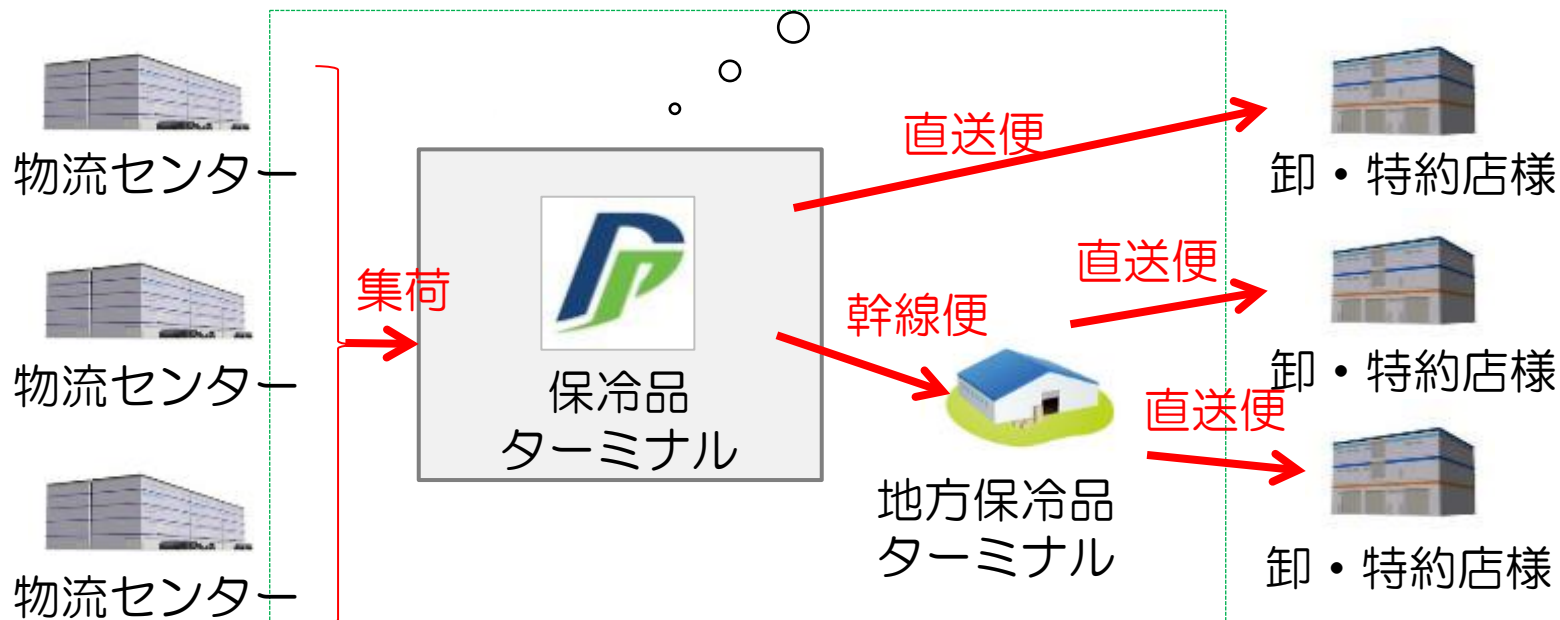 物流センター
物流センター
物流センター
集荷
保冷品
ターミナル
直送便
幹線便
直送便
直送便
地方保冷品
ターミナル
卸・特約店様
卸・特約店様
卸・特約店様